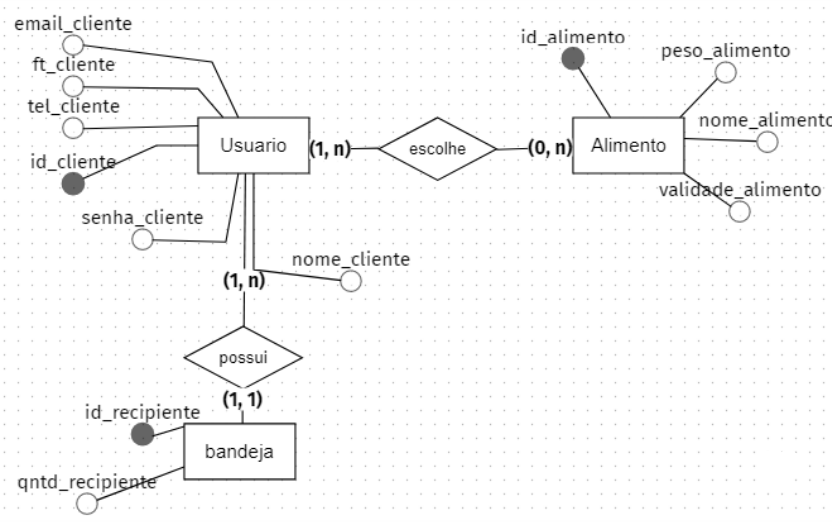 email_cliente
ft_cliente
tel_cliente
id_cliente
senha_cliente
nome_cliente
Usuario
(1, n)
escolhe
(0, n)
Alimento
id_alimento
peso_alimento
nome_alimento
validade_alimento
(1, n)
possui
(1, 1)
id_recipiente
bandeja
qntd_recipiente